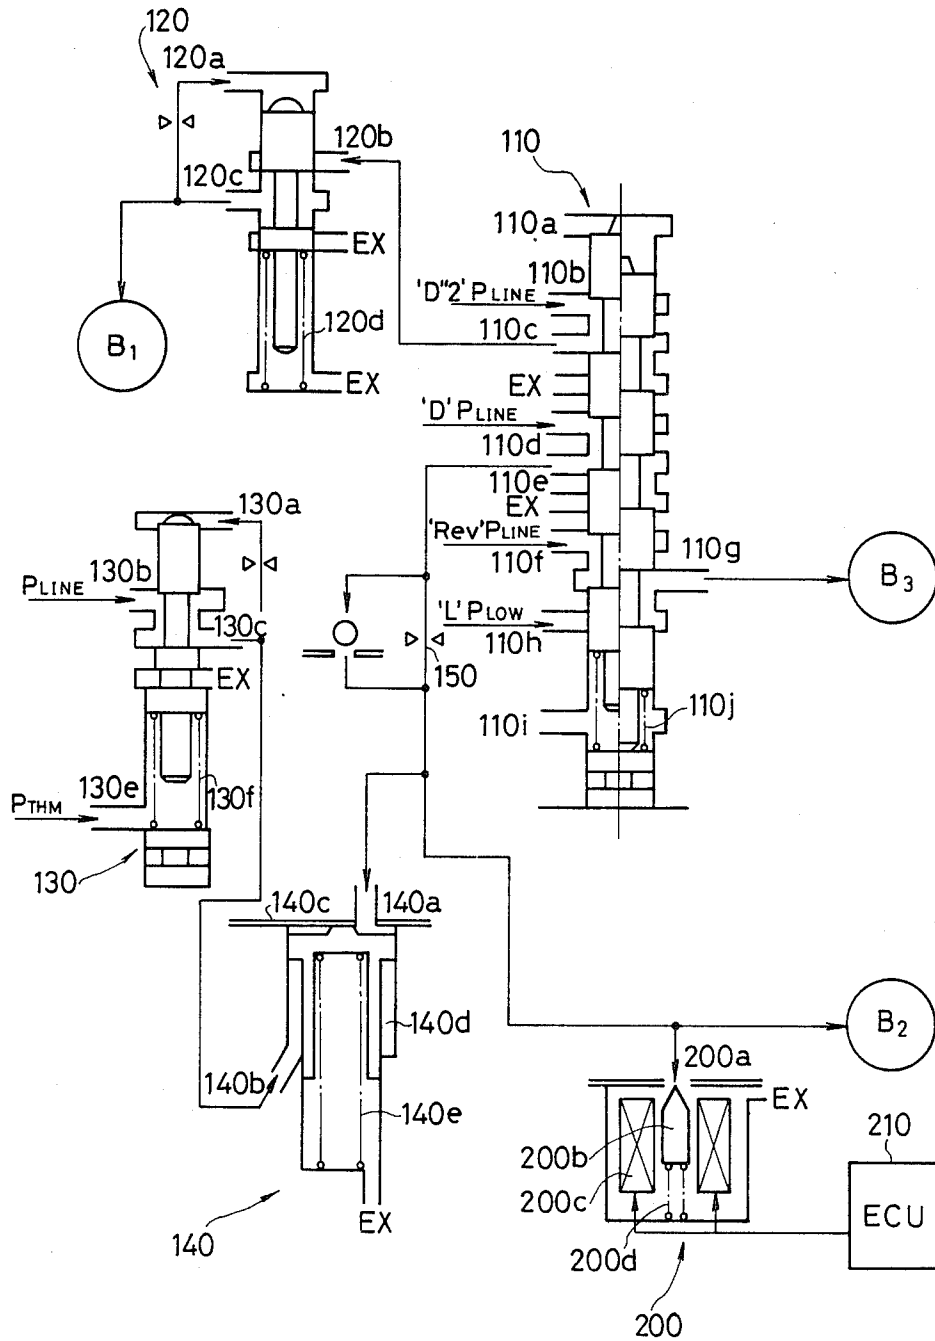 120
120a
120b
110
120c
110a
EX
110b
'D''2' PLINE
120d
110c
B1
EX
EX
'D' PLINE
110d
110e
130a
EX
'Rev' PLINE
110g
130b
110f
B3
PLINE
'L' PLOW
130c
110h
150
EX
110i
110j
130e
130f
PTHM
130
140c
140a
140d
B2
200a
140b
EX
140e
210
200b
200c
ECU
EX
140
200d
200